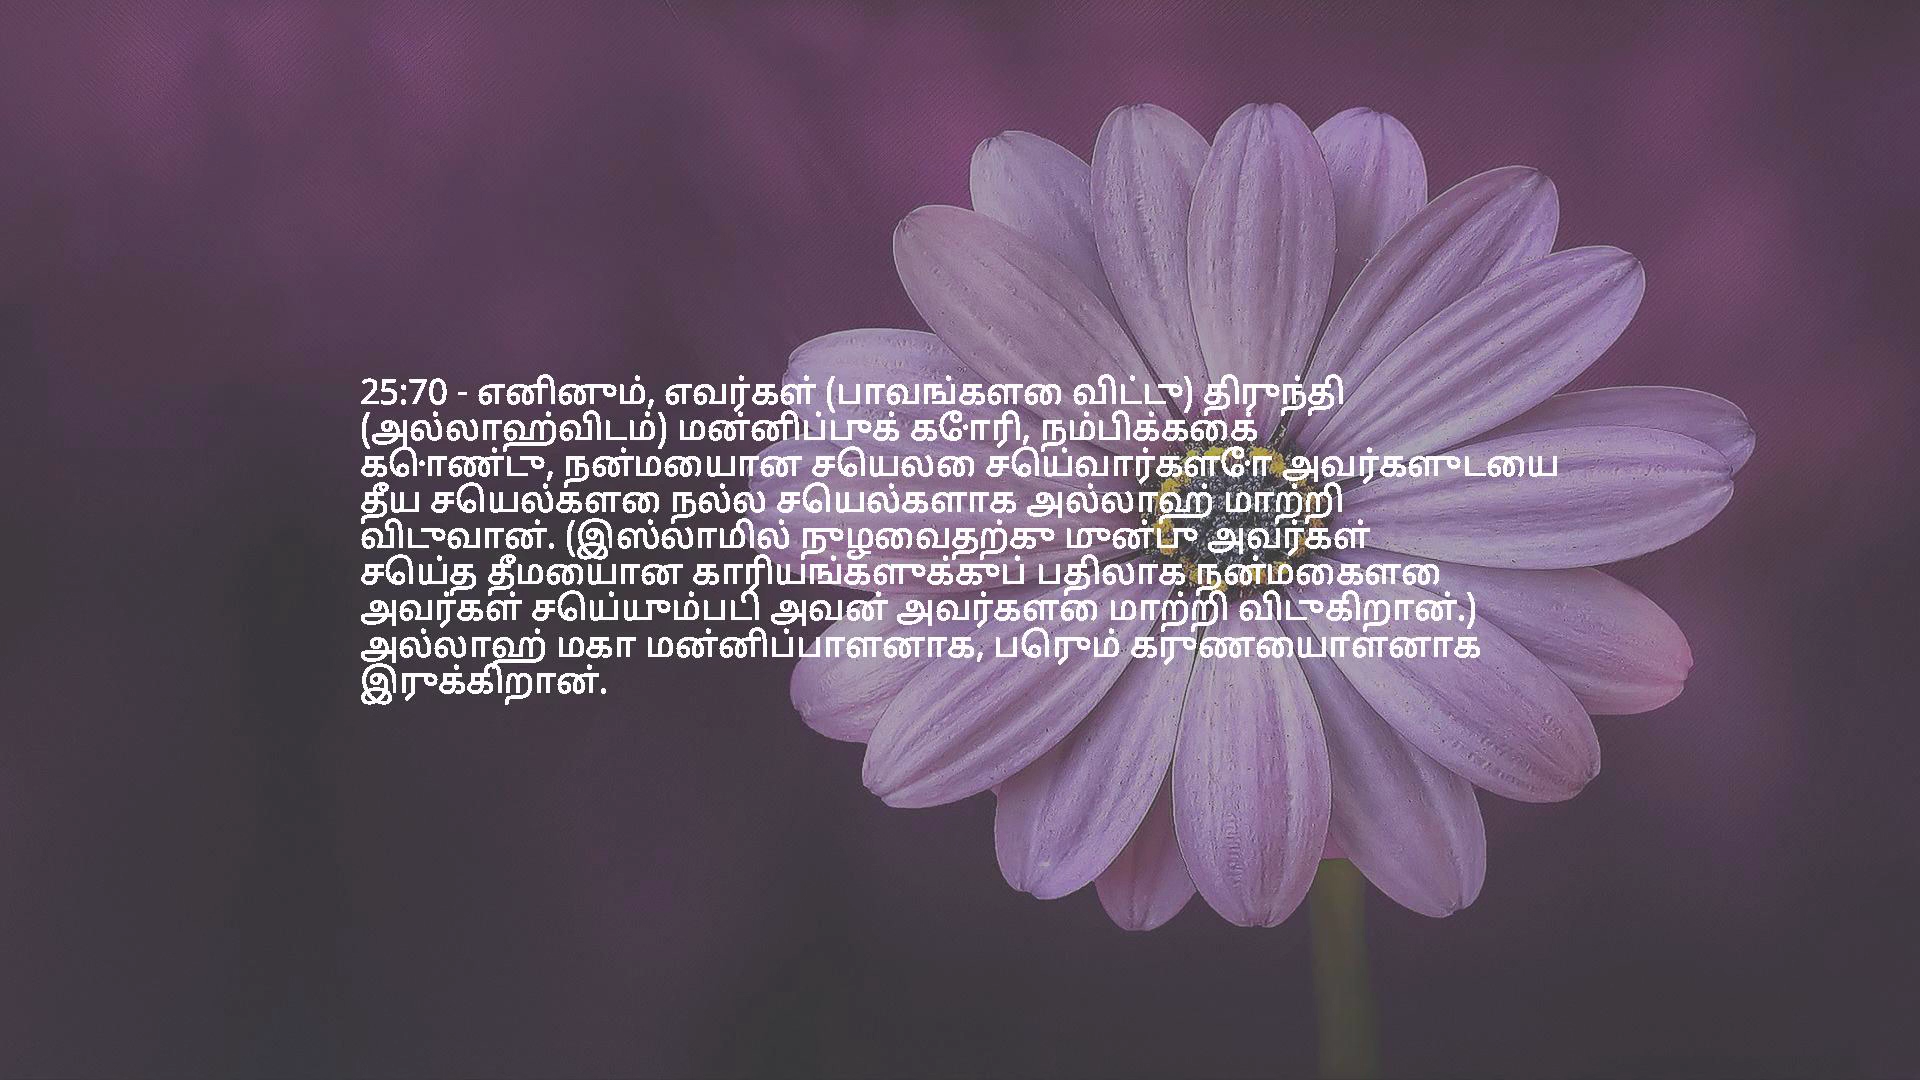 25:70 - எனினும், எவர்கள் (பாவங்களை விட்டு) திருந்தி
(அல்லாஹ்விடம்) மன்னிப்புக் கோரி, நம்பிக்கை
கொண்டு, நன்மையான செயலை செய்வார்களோ அவர்களுடைய
தீய செயல்களை நல்ல செயல்களாக அல்லாஹ் மாற்றி
விடுவான். (இஸ்லாமில் நுழைவதற்கு முன்பு அவர்கள்
செய்த தீமையான காரியங்களுக்குப் பதிலாக நன்மைகளை
அவர்கள் செய்யும்படி அவன் அவர்களை மாற்றி விடுகிறான்.)
அல்லாஹ் மகா மன்னிப்பாளனாக, பெரும் கருணையாளனாக
இருக்கிறான்.